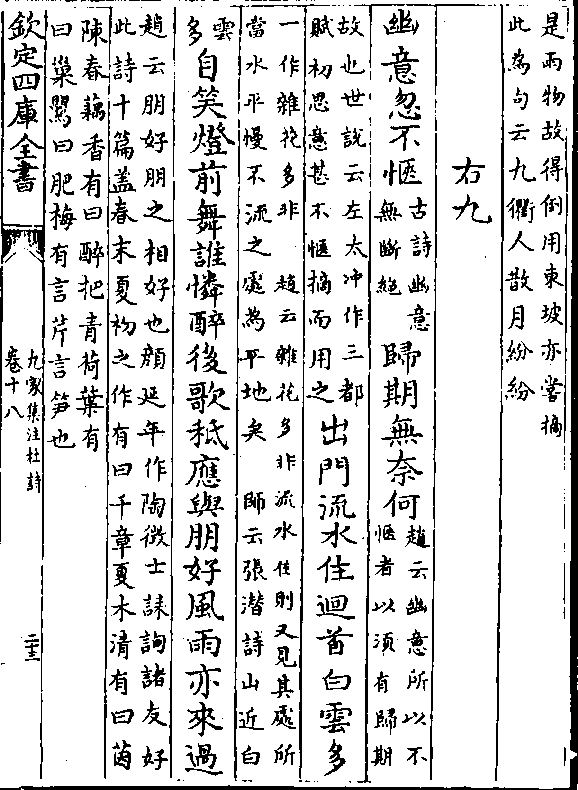 是兩物故得倒用東坡亦嘗摘
此為句云九衢人散月紛紛
右九
幽意忽不愜
古詩幽意
無斷絕
歸期無奈何
趙云幽意所以不
愜者以須有歸期
故也世說云左太冲作三都
賦初思意甚不愜摘而用之
出門流水住迴首白雲多
一作雜花多非　趙云雜花多非流水住則又見其處所
當水平慢不流之處為平地矣　師云張潜詩山近白
雲
多
自笑燈前舞誰憐醉後歌秪應與朋好風雨亦來過
趙云朋好朋之相好也顔延年作陶徵士誄詢諸友好
此詩十篇盖春末夏初之作有曰千章夏木清有曰茵
陳春藕香有曰醉把青荷葉有
曰巢鷇曰肥梅有言芹言笋也
欽定四庫全書
九家集注杜詩
卷十八
二十三